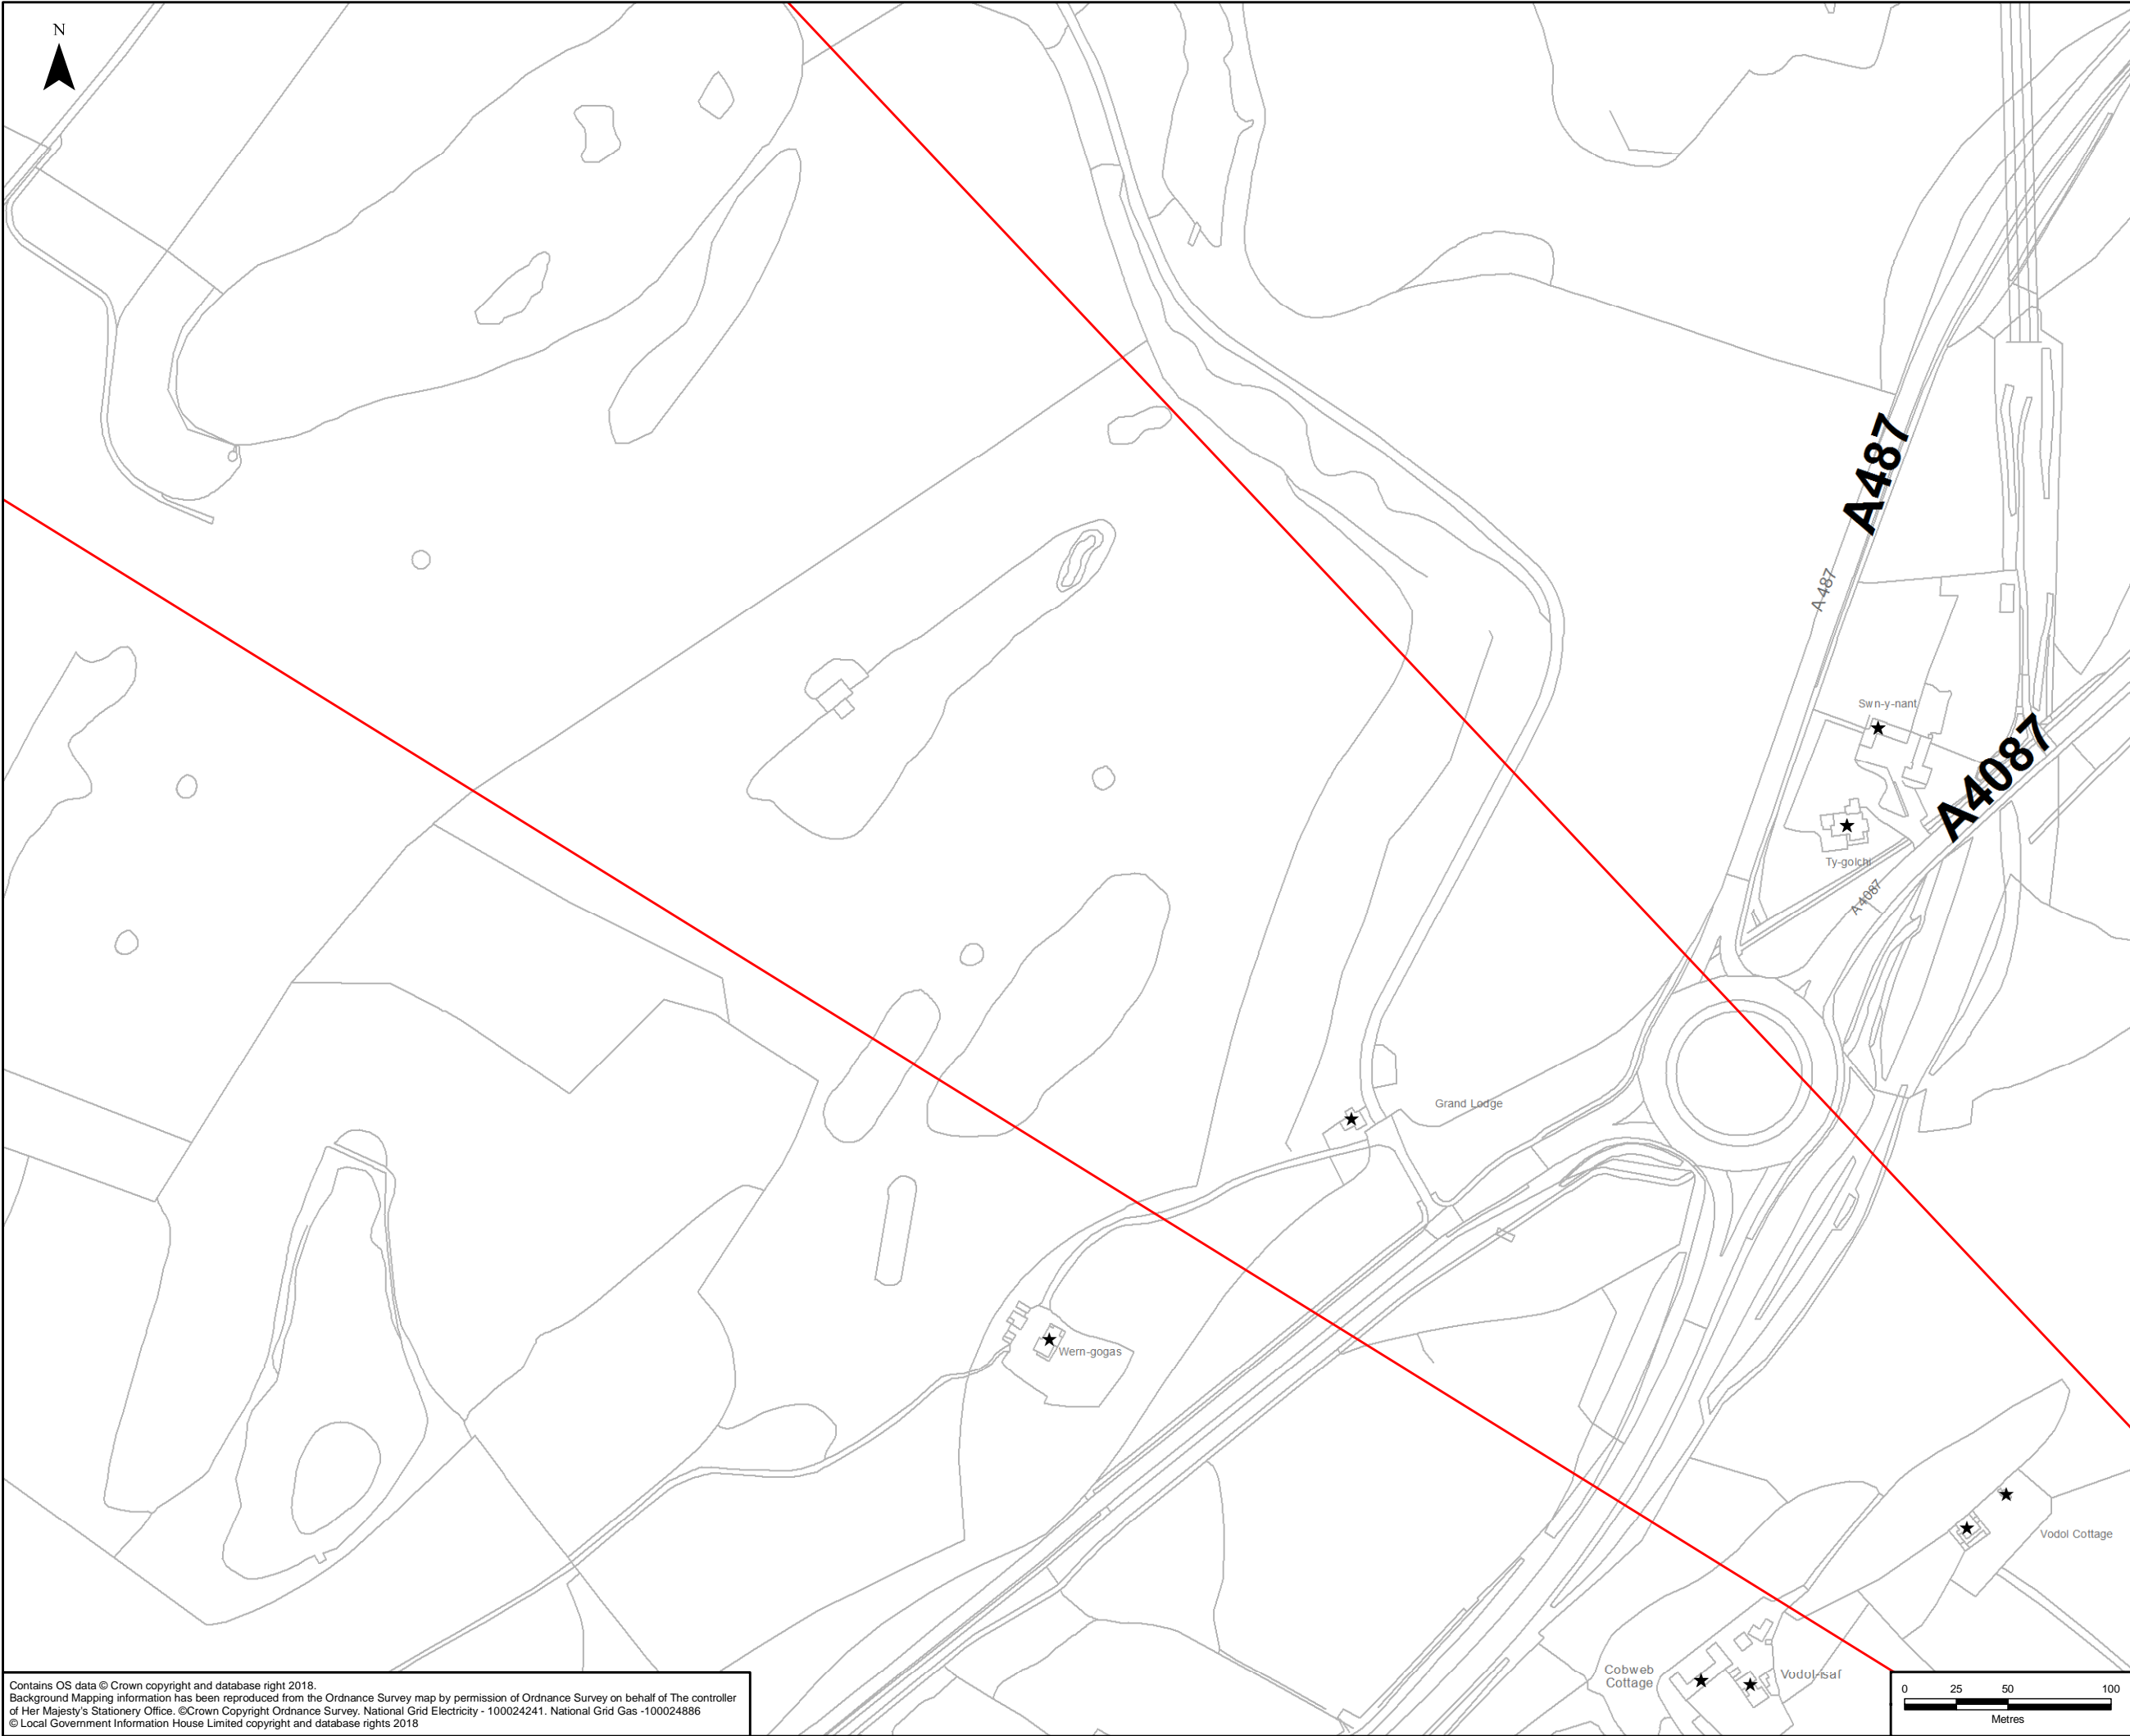 N
A487
A 487
Swn-y-nant
A4087
Ty-golchi
A 4087
Grand Lodge
Wern-gogas
Vodol Cottage
Cobweb
Cottage
Vodol-isaf
Contains OS data © Crown copyright and database right 2018.
Background Mapping information has been reproduced from the Ordnance Survey map by permission of Ordnance Survey on behalf of The controller
of Her Majesty's Stationery Office. ©Crown Copyright Ordnance Survey. National Grid Electricity - 100024241. National Grid Gas -100024886
© Local Government Information House Limited copyright and database rights 2018
0 25 50 100
Metres